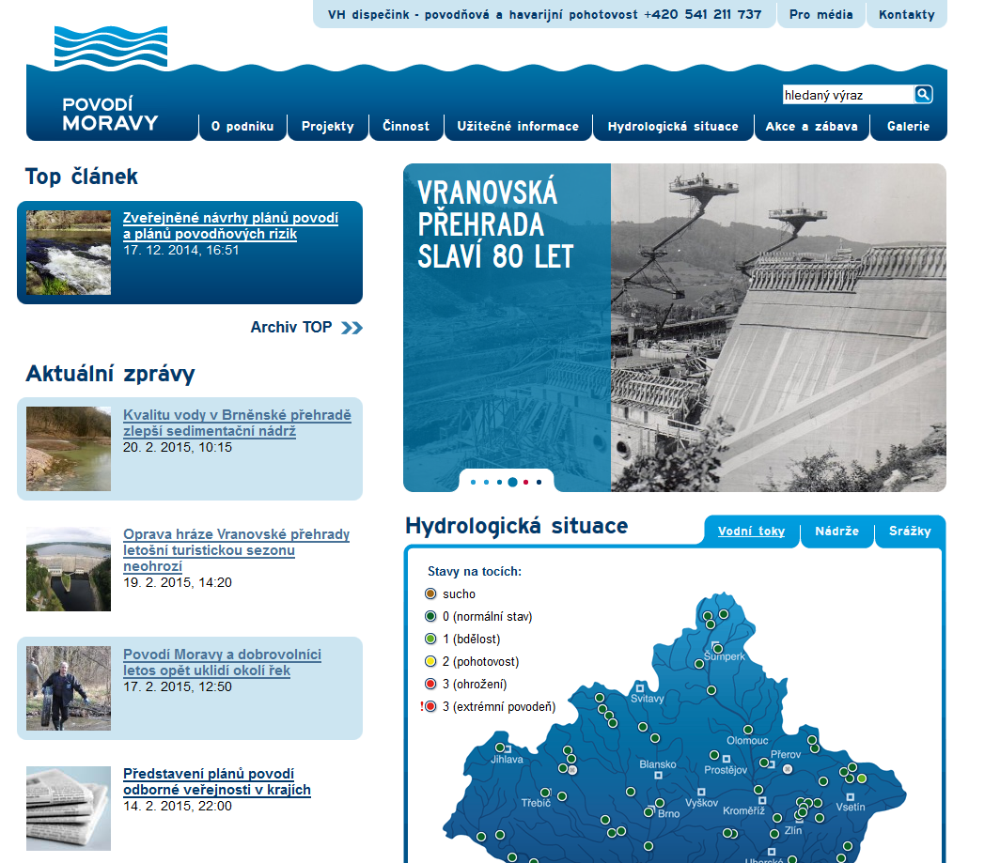 VH dispečink - povodňová a havarijní pohotovost +420 541 211 737
Pro média
Kontakty
POVODÍ
MORAVY
hledaný výraz
O podniku
Projekty
Činnost
Užitečné informace
Hydrologická situace
Akce a zábava
Galerie
Top článek
Zveřejněné návrhy plánů povodí
a plánů povodňových rizik
17. 12. 2014, 16:51
Archiv TOP
Aktuální zprávy
Kvalitu vody v Brněnské přehradě
zlepší sedimentační nádrž
20. 2. 2015, 10:15
Oprava hráze Vranovské přehrady
letošní turistickou sezonu
neohrozí
19. 2. 2015, 14:20
Povodí Moravy a dobrovolníci
letos opět uklidí okolí řek
17. 2. 2015, 12:50
Představení plánů povodí
odborné veřejnosti v krajích
14. 2. 2015, 22:00
VRANOVSKÁ
PŘEHRADA
SLAVÍ 80 LET
Hydrologická situace
Vodní toky
Nádrže
Srážky
Stavy na tocích:
sucho
0 (normální stav)
1 (bdělost)
2 (pohotovost)
3 (ohrožení)
! 3 (extrémní povodeň)
Šumperk
Svitavy
Olomouc
Jihlava
Přerov
Blansko
Prostějov
Třebíč
Vyškov
Brno
Kroměříž
Vsetín
Zlín
Uherské